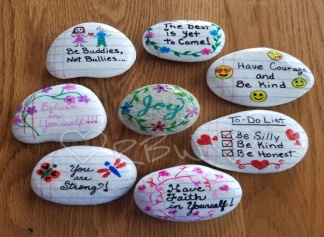 Be Buddies,
Not Bullies...
The best
is Yet
To Come!
Have Courage
and
Be Kind
Believe
in Yourself!!!
Joy
To-Do List
Be Silly
Be Kind
Be Honest
You
are
Strong!
Have
Faith
in Yourself!